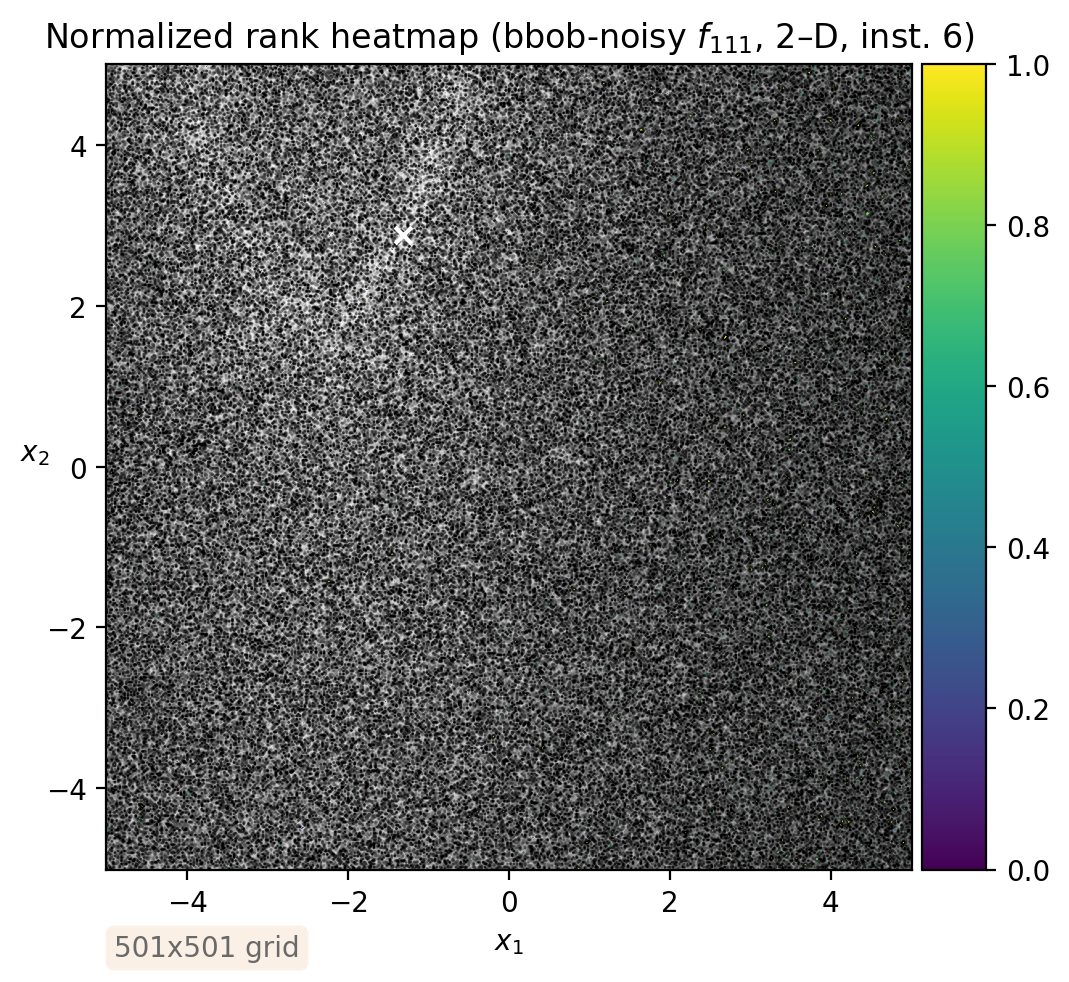 Normalized rank heatmap (bbob-noisy f₁₁₁, 2–D, inst. 6)
1.0
0.8
0.6
0.4
0.2
0.0
4
2
0
−2
−4
x₂
−4 −2 0 2 4
x₁
501x501 grid